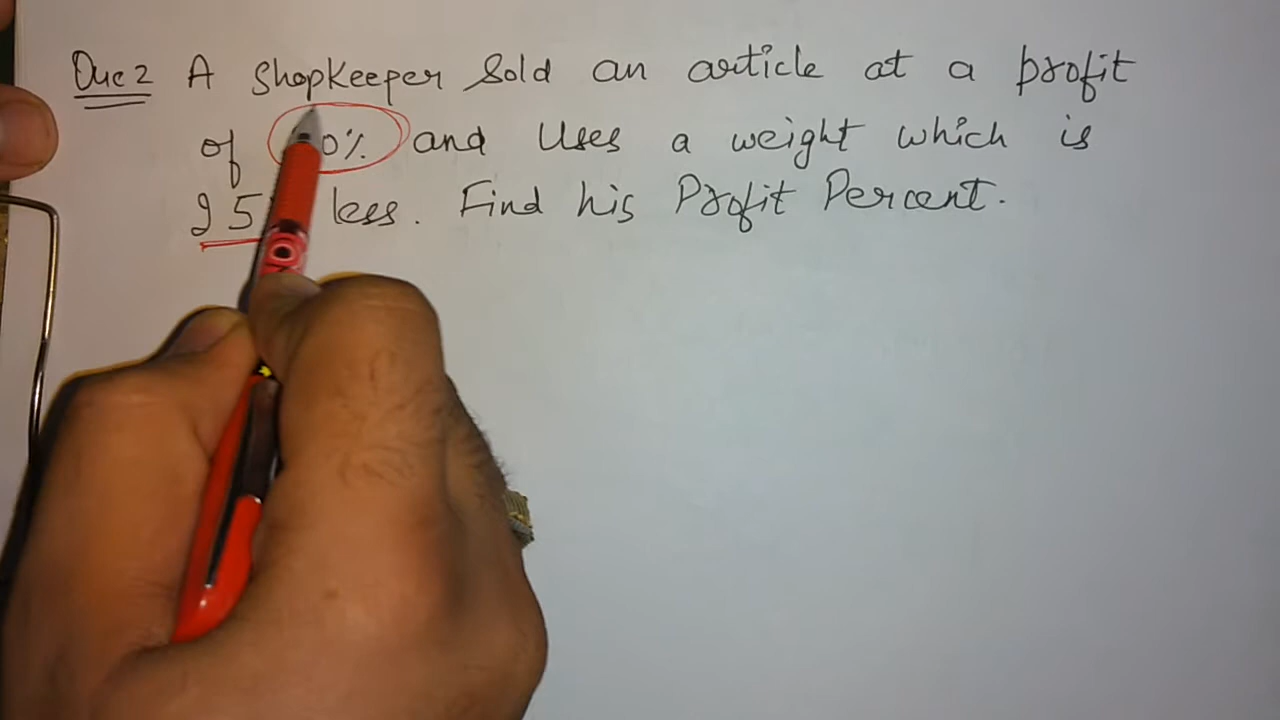 Que 2 A Shopkeeper Sold an article at a profit
of 0% and Uses a weight which is
25 less. Find his Profit Percent.